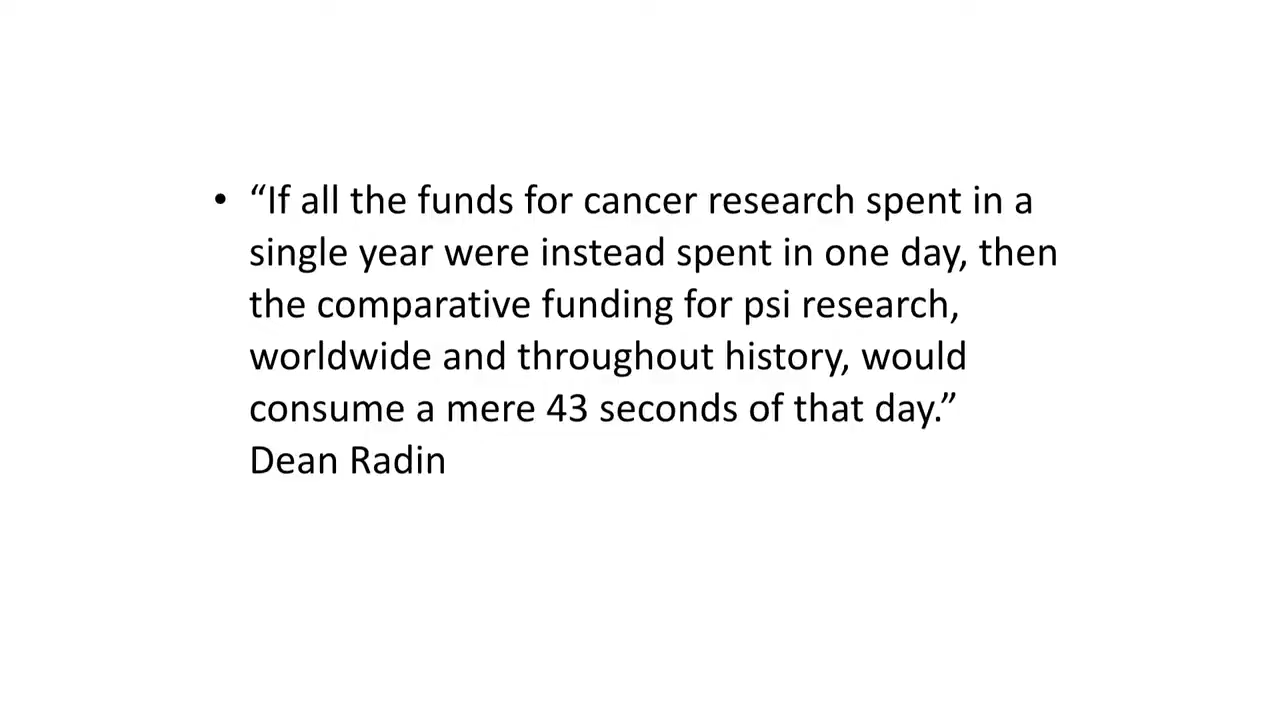 • “If all the funds for cancer research spent in a
single year were instead spent in one day, then
the comparative funding for psi research,
worldwide and throughout history, would
consume a mere 43 seconds of that day.”
Dean Radin